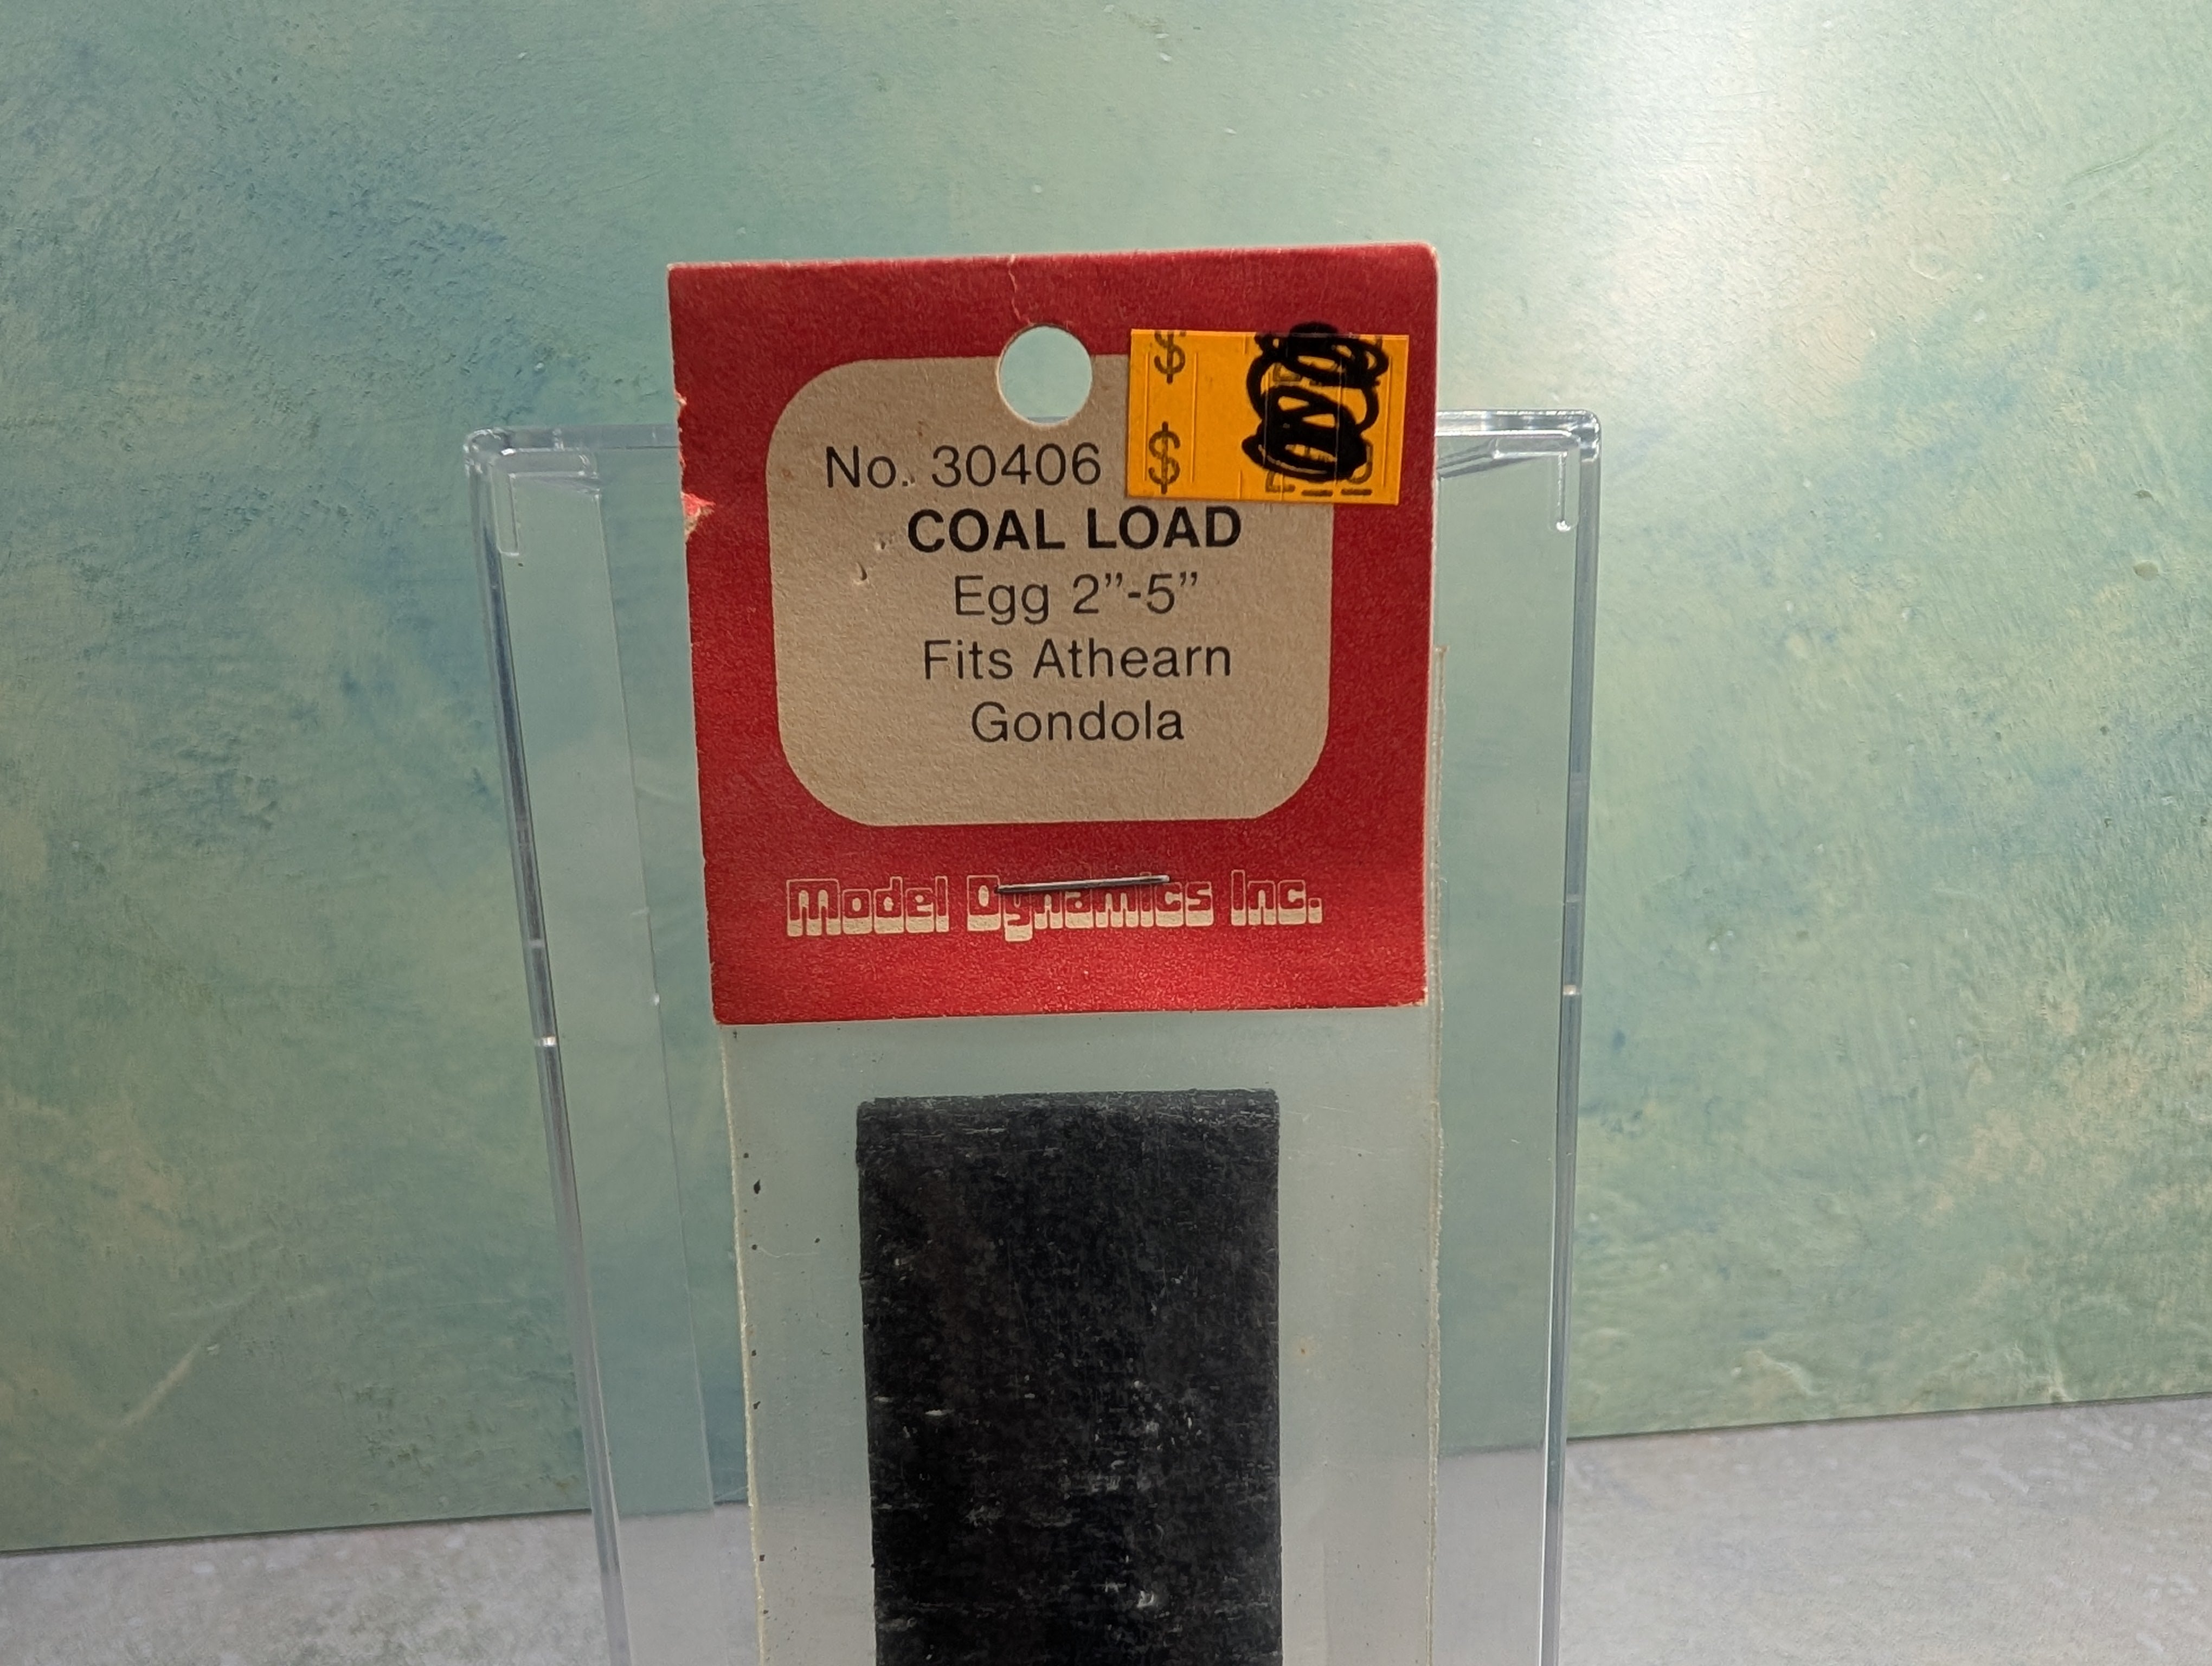 No. 30406
$
$
COAL LOAD
Egg 2”-5”
Fits Athearn
Gondola
Model Dynamics Inc.